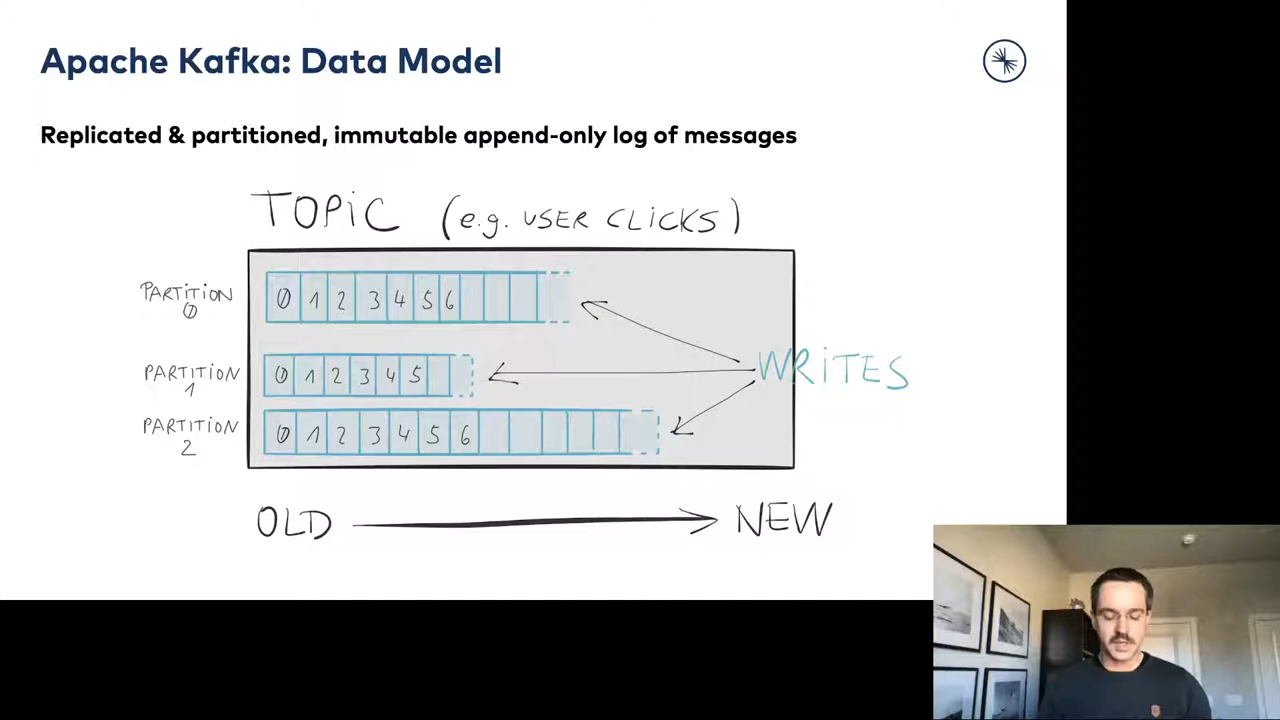 Apache Kafka: Data Model
Replicated & partitioned, immutable append-only log of messages
TOPIC (e.g. USER CLICKS)
PARTITION
0
0 1 2 3 4 5 6
PARTITION
1
0 1 2 3 4 5
WRITES
PARTITION
2
0 1 2 3 4 5 6
OLD
NEW